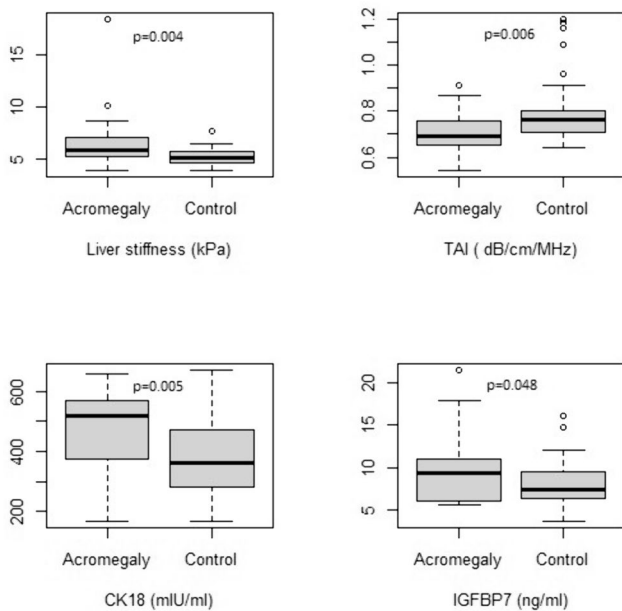 p=0.004
15
10
5
Acromegaly Control
Liver stiffness (kPa)
p=0.006
1.2
1.0
0.8
0.6
Acromegaly Control
TAI ( dB/cm/MHz)
p=0.005
600
400
200
Acromegaly Control
CK18 (mIU/ml)
p=0.048
20
15
10
5
Acromegaly Control
IGFBP7 (ng/ml)